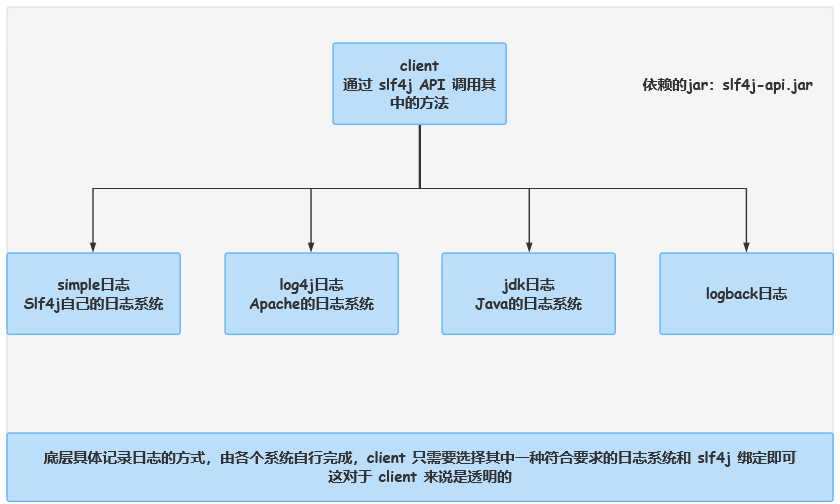 client
通过 slf4j API 调用其
中的方法
依赖的jar: slf4j-api.jar
simple日志
Slf4j自己的日志系统
log4j日志
Apache的日志系统
jdk日志
Java的日志系统
logback日志
底层具体记录日志的方式，由各个系统自行完成，client 只需要选择其中一种符合要求的日志系统和 slf4j 绑定即可
这对于 client 来说是透明的